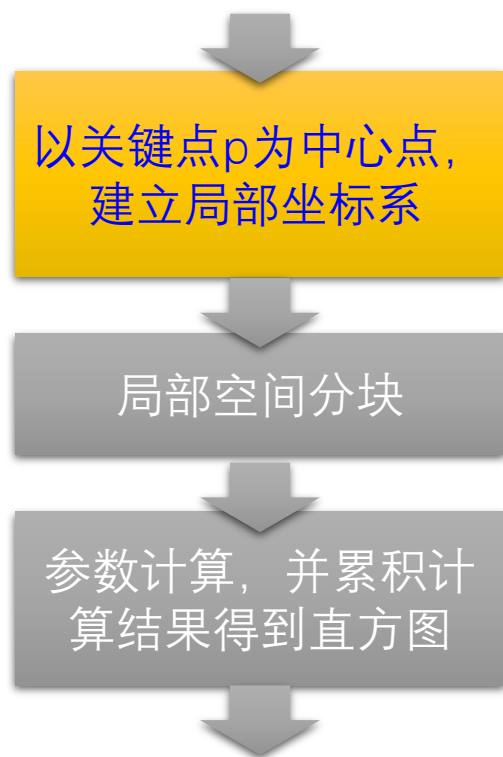 以关键点p为中心点，
建立局部坐标系
局部空间分块
参数计算，并累积计
算结果得到直方图